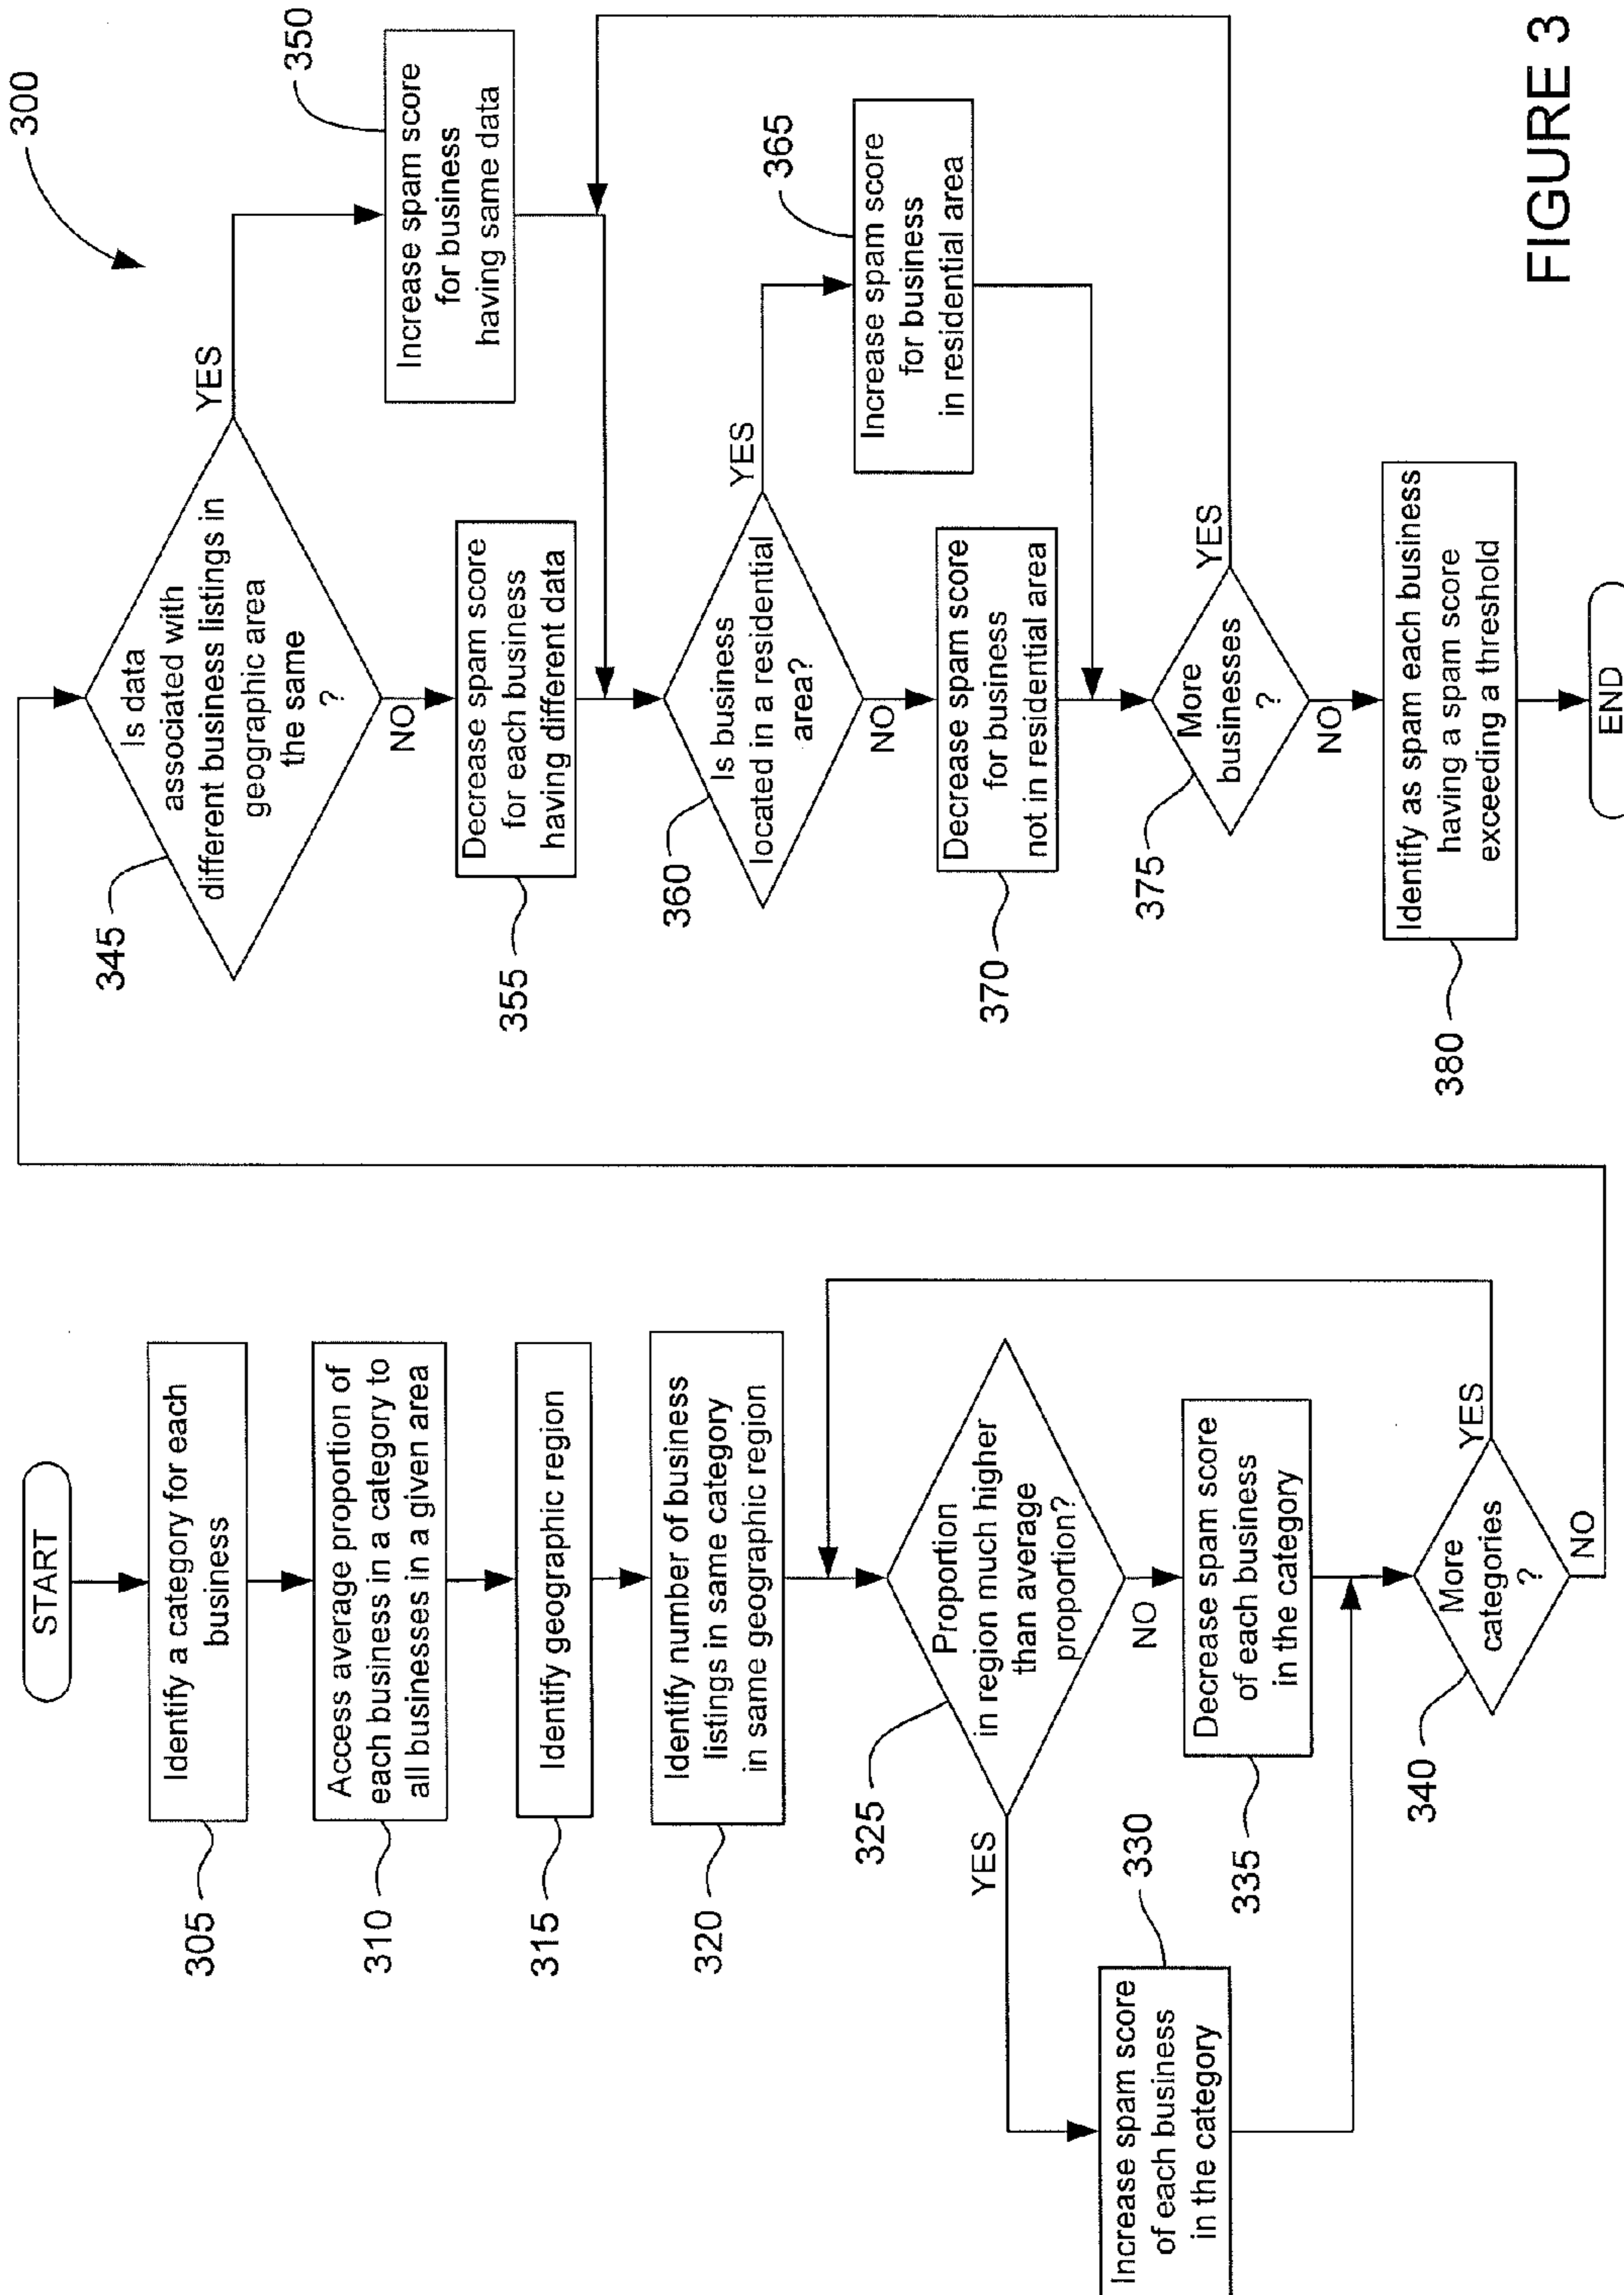 300
START
Identify a category for each
business
305
Access average proportion of
each business in a category to
all businesses in a given area
310
Identify geographic region
315
Identify number of business
listings in same category
in same geographic region
320
Proportion
in region much higher
than average
proportion?
325
YES
NO
Increase spam score
of each business
in the category
330
Decrease spam score
of each business
in the category
335
More
categories
?
340
YES
NO
Is data
associated with
different business listings in
geographic area
the same
?
345
YES
NO
Increase spam score
for business
having same data
350
Decrease spam score
for each business
having different data
355
Is business
located in a residential
area?
360
YES
NO
Increase spam score
for business
in residential area
365
Decrease spam score
for business
not in residential area
370
More
businesses
?
375
YES
NO
Identify as spam each business
having a spam score
exceeding a threshold
380
END
FIGURE 3